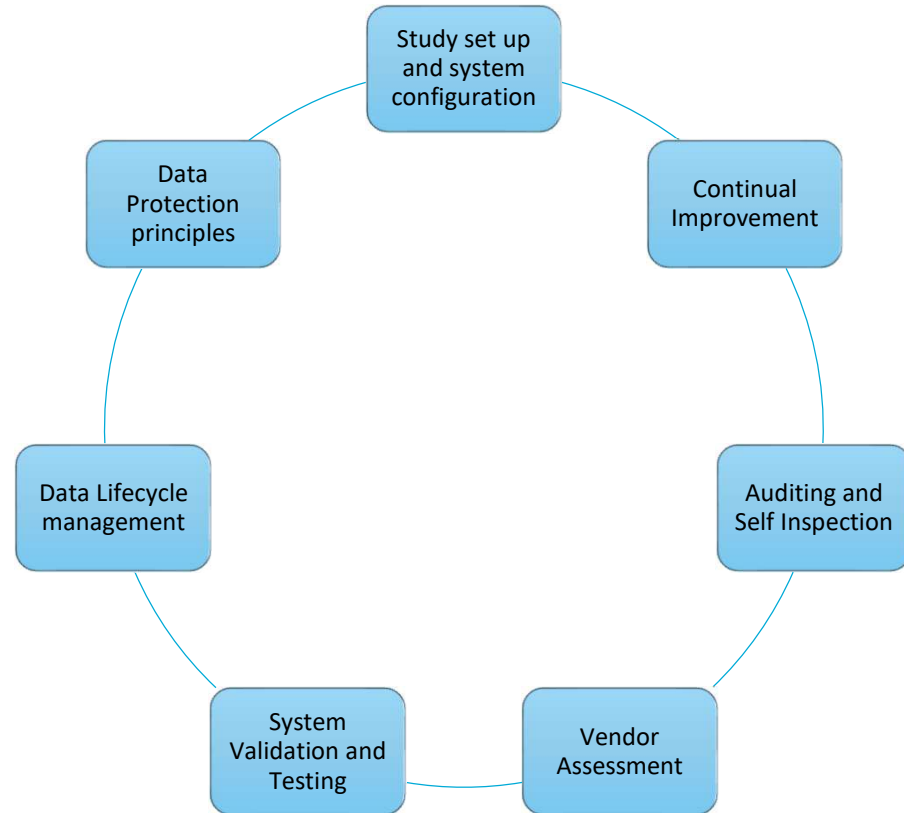 Study set up
and system
configuration
Continual
Improvement
Auditing and
Self Inspection
Vendor
Assessment
System
Validation and
Testing
Data Lifecycle
management
Data
Protection
principles